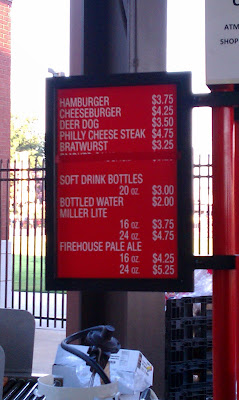 ATM
SHOP
HAMBURGER $3.75
CHEESEBURGER $4.25
DEER DOG $3.50
PHILLY CHEESE STEAK $4.75
BRATWURST $3.25
SOFT DRINK BOTTLES
20 oz $3.00
BOTTLED WATER $2.00
MILLER LITE
16 oz $3.75
24 oz $4.75
FIREHOUSE PALE ALE
16 oz $4.25
24 oz $5.25